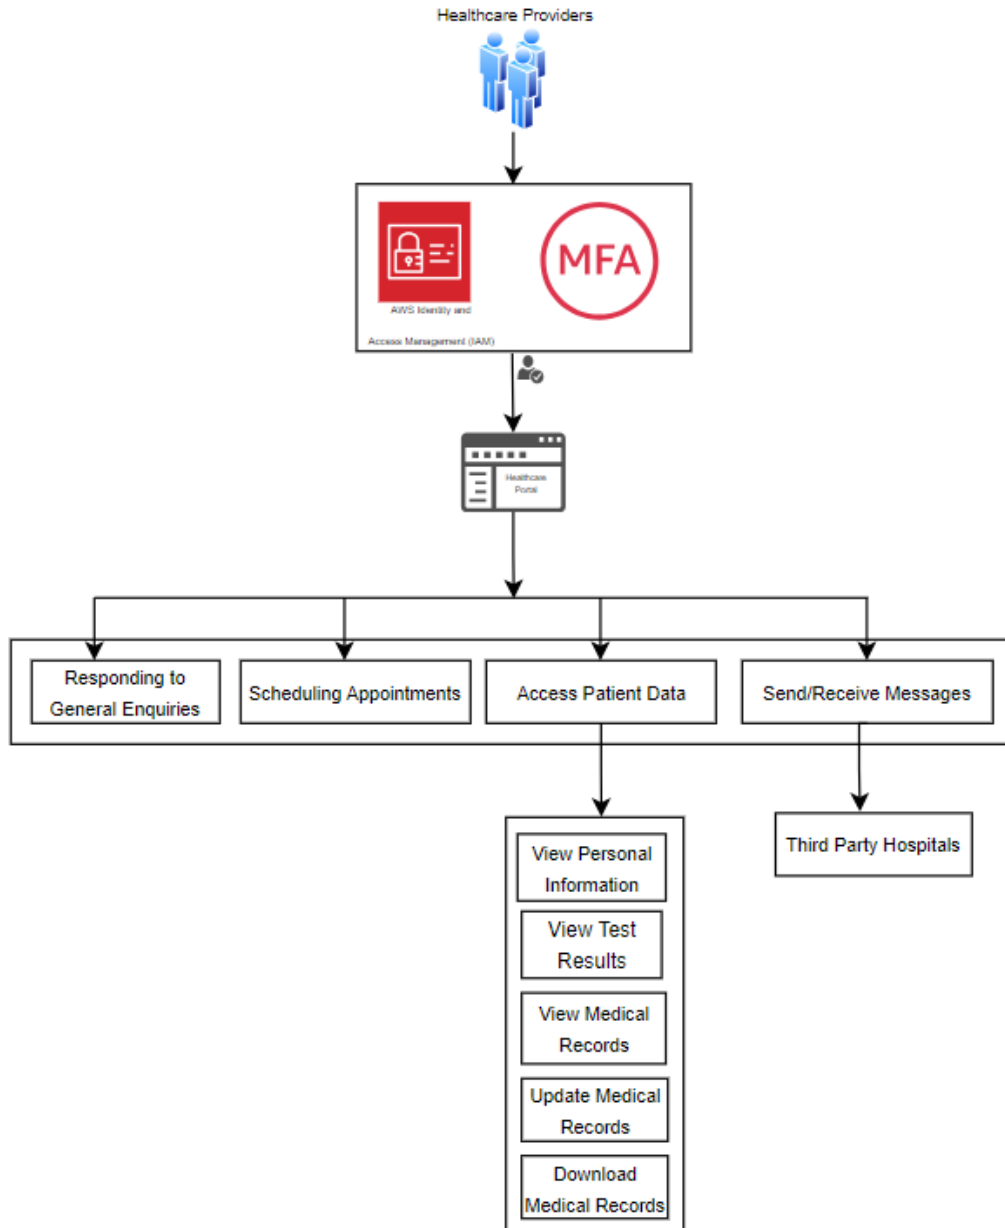 Healthcare Providers
MFA
AWS Identity and
Access Management (IAM)
Healthcare
Portal
Responding to
General Enquiries
Scheduling Appointments
Access Patient Data
Send/Receive Messages
View Personal
Information
Third Party Hospitals
View Test
Results
View Medical
Records
Update Medical
Records
Download
Medical Records